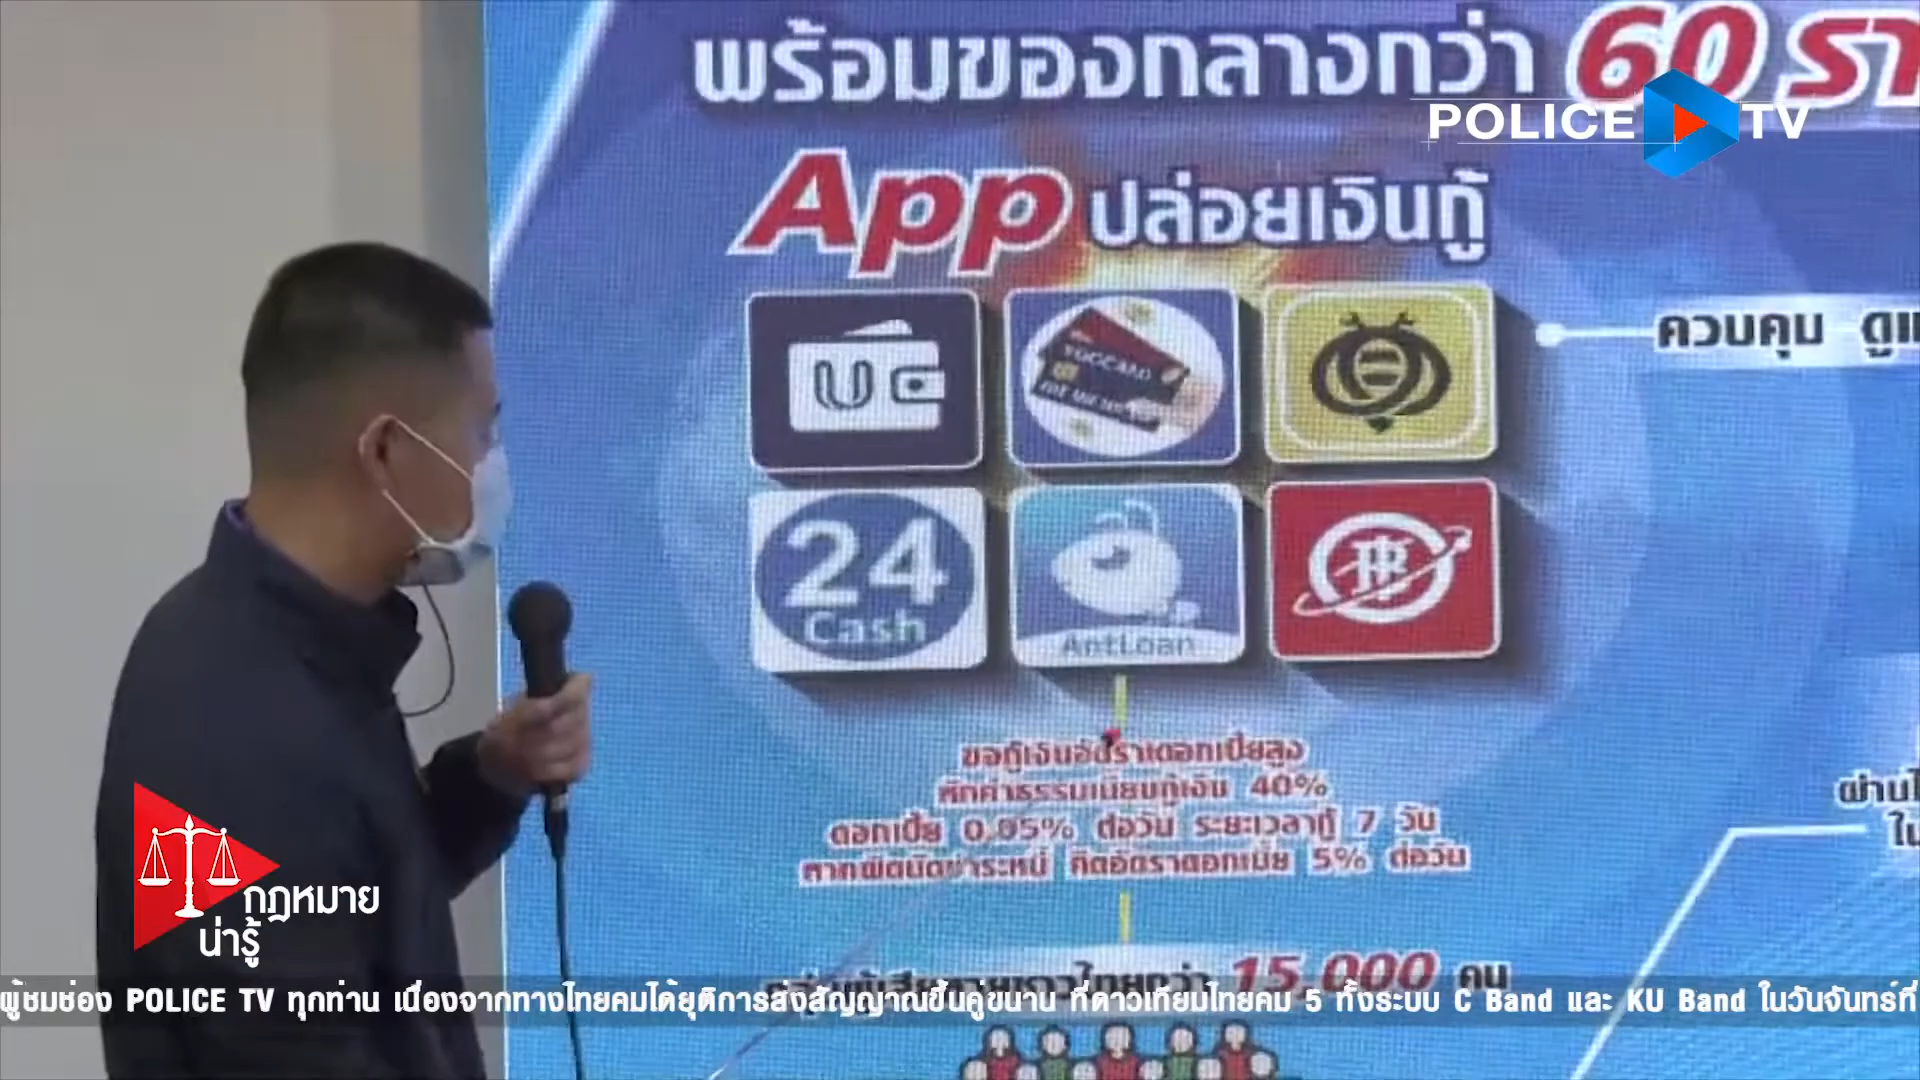 พร้อมของกลางกว่า 60 รา
POLICE TV
App ปล่อยเงินกู้
ควบคุม ดูแ
24
Cash
AntLoan
ขอกู้เงินอัตราดอกเบี้ยสูง
หักค่าธรรมเนียมกู้เงิน 40%
ดอกเบี้ย 0.05% ต่อวัน ระยะเวลากู้ 7 วัน
หากผิดนัดชำระหนี้ คิดอัตราดอกเบี้ย 5% ต่อวัน
ผ่านไ
ใน
กฎหมาย
น่ารู้
15,000 คน
ผู้ชมช่อง POLICE TV ทุกท่าน เนื่องจากทางไทยคมได้ยุติการส่งสัญญาณขึ้นคู่ขนาน ที่ดาวเทียมไทยคม 5 ทั้งระบบ C Band และ KU Band ในวันจันทร์ที่